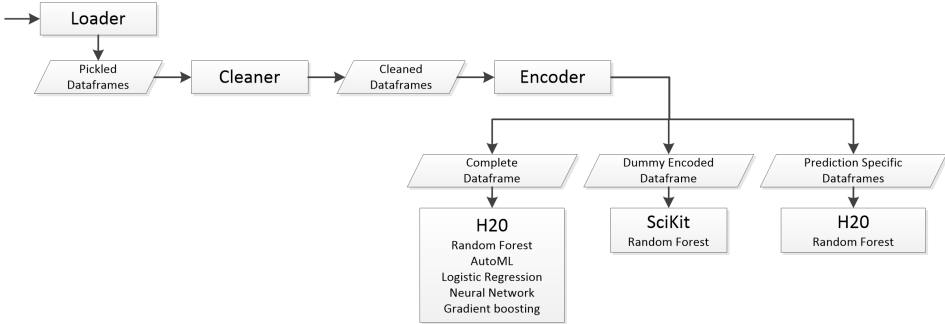 Loader
Pickled
Dataframes
Cleaner
Cleaned
Dataframes
Encoder
Complete
Dataframe
Dummy Encoded
Dataframe
Prediction Specific
Dataframes
H20
Random Forest
AutoML
Logistic Regression
Neural Network
Gradient boosting
SciKit
Random Forest
H20
Random Forest